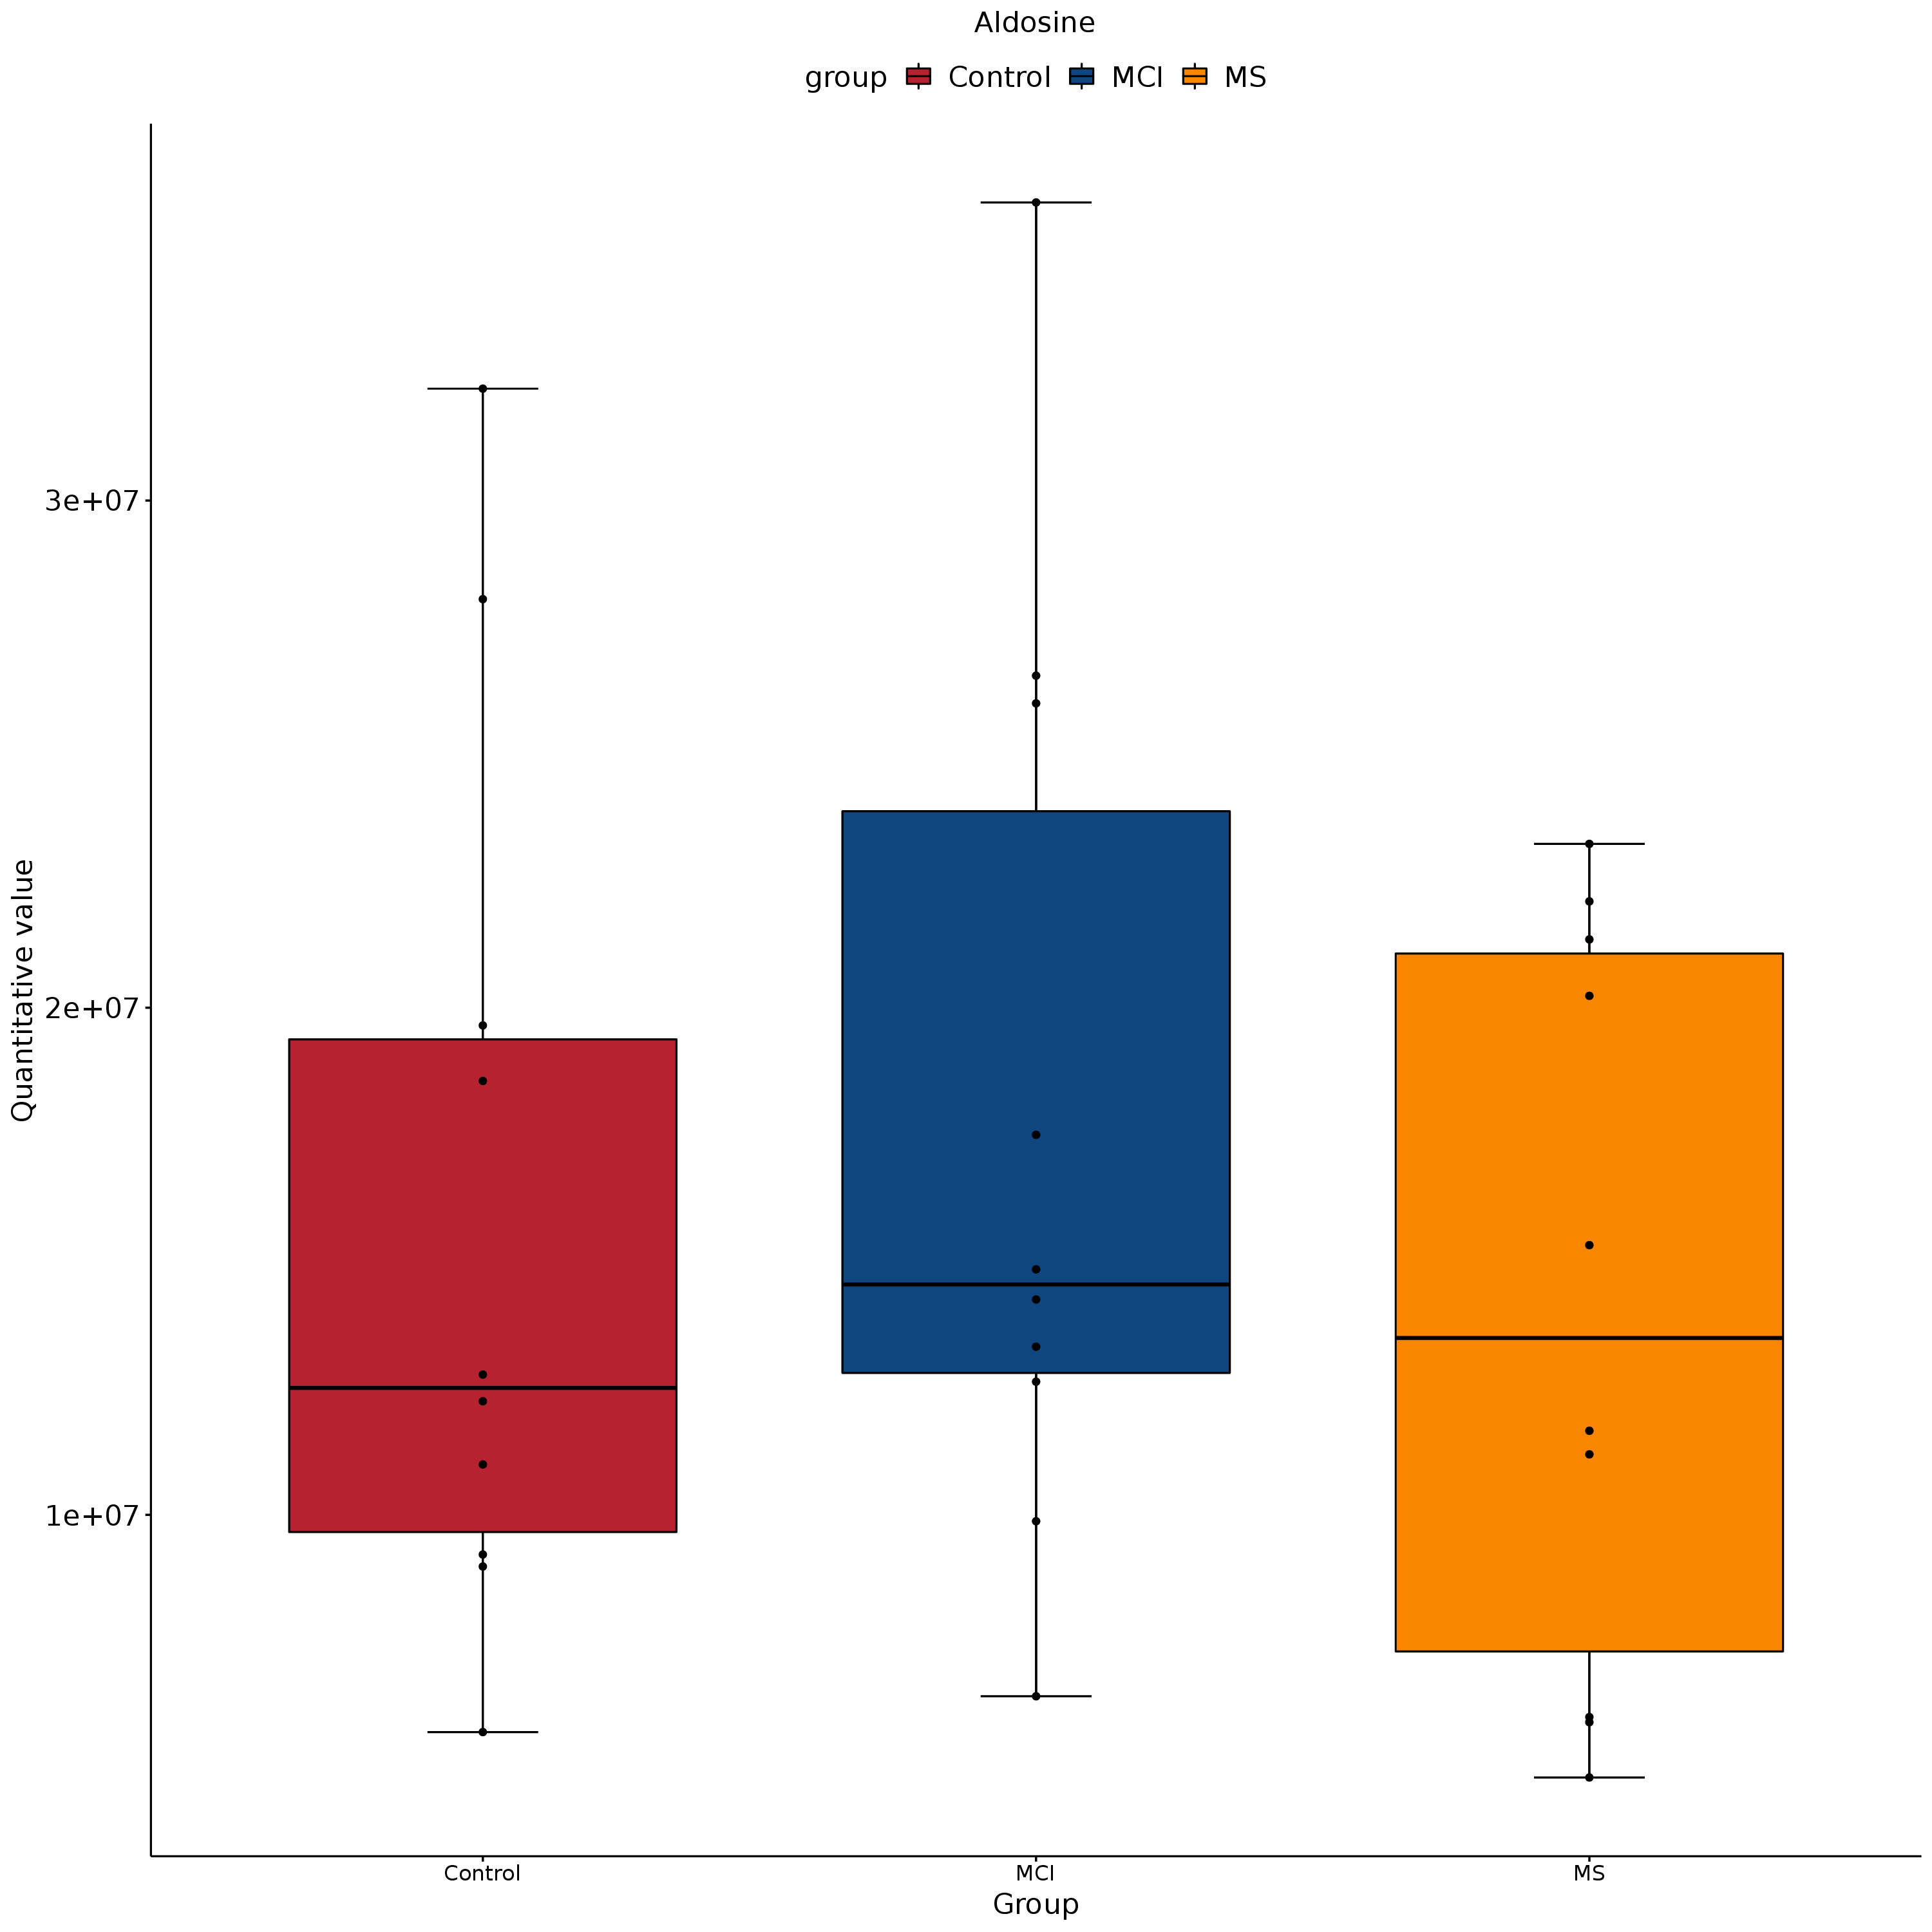 Aldosine
group Control MCI MS
Quantitative value
3e+07
2e+07
1e+07
Control MCI MS
Group